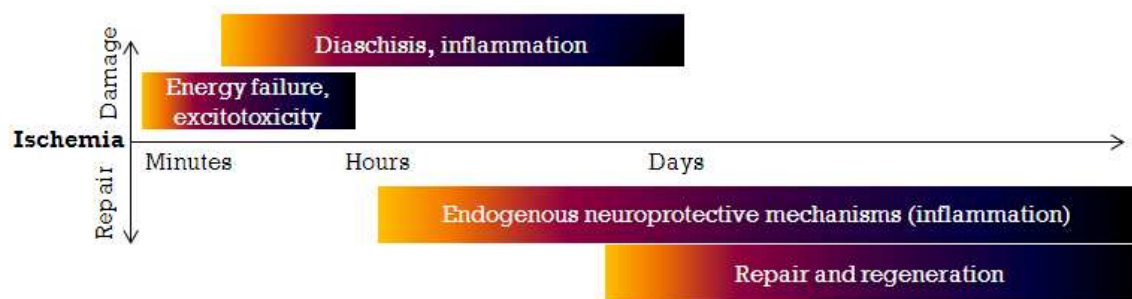 Diaschisis, inflammation
Damage
Energy failure,
excitotoxicity
Ischemia
Minutes
Hours
Days
Repair
Endogenous neuroprotective mechanisms (inflammation)
Repair and regeneration